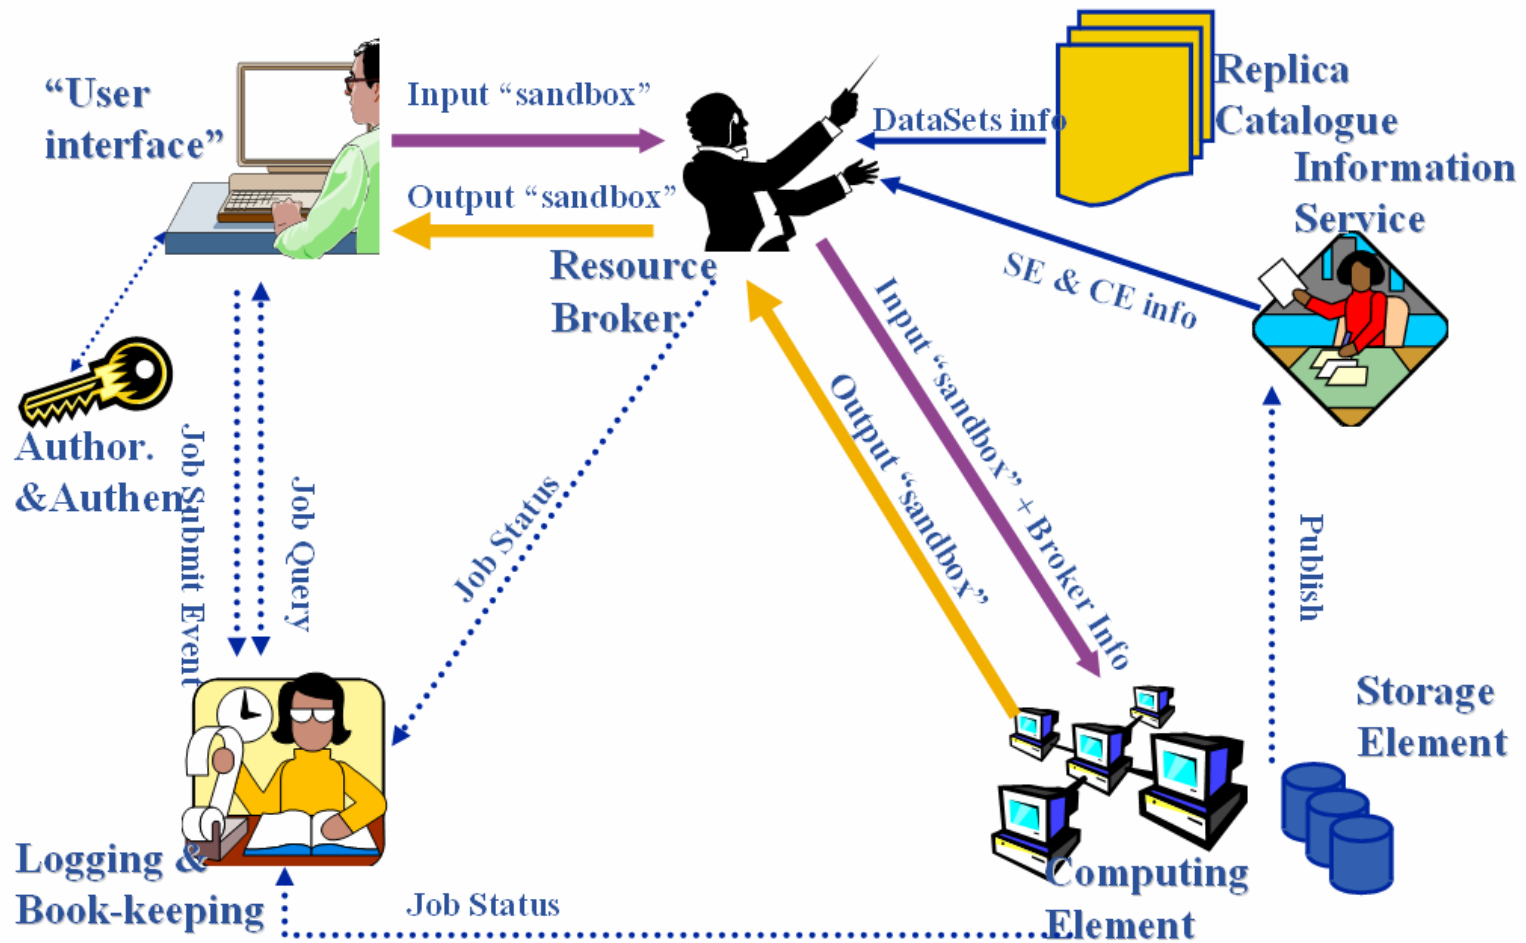 “User
interface”
Input “sandbox”
Output “sandbox”
DataSets info
Replica
Catalogue
Information
Service
Resource
Broker
SE & CE info
Input “sandbox” + Broker Info
Output “sandbox”
Author.
&Authen.
Job Submit Event
Job Query
Job Status
Publish
Storage
Element
Logging &
Book-keeping
Job Status
Computing
Element